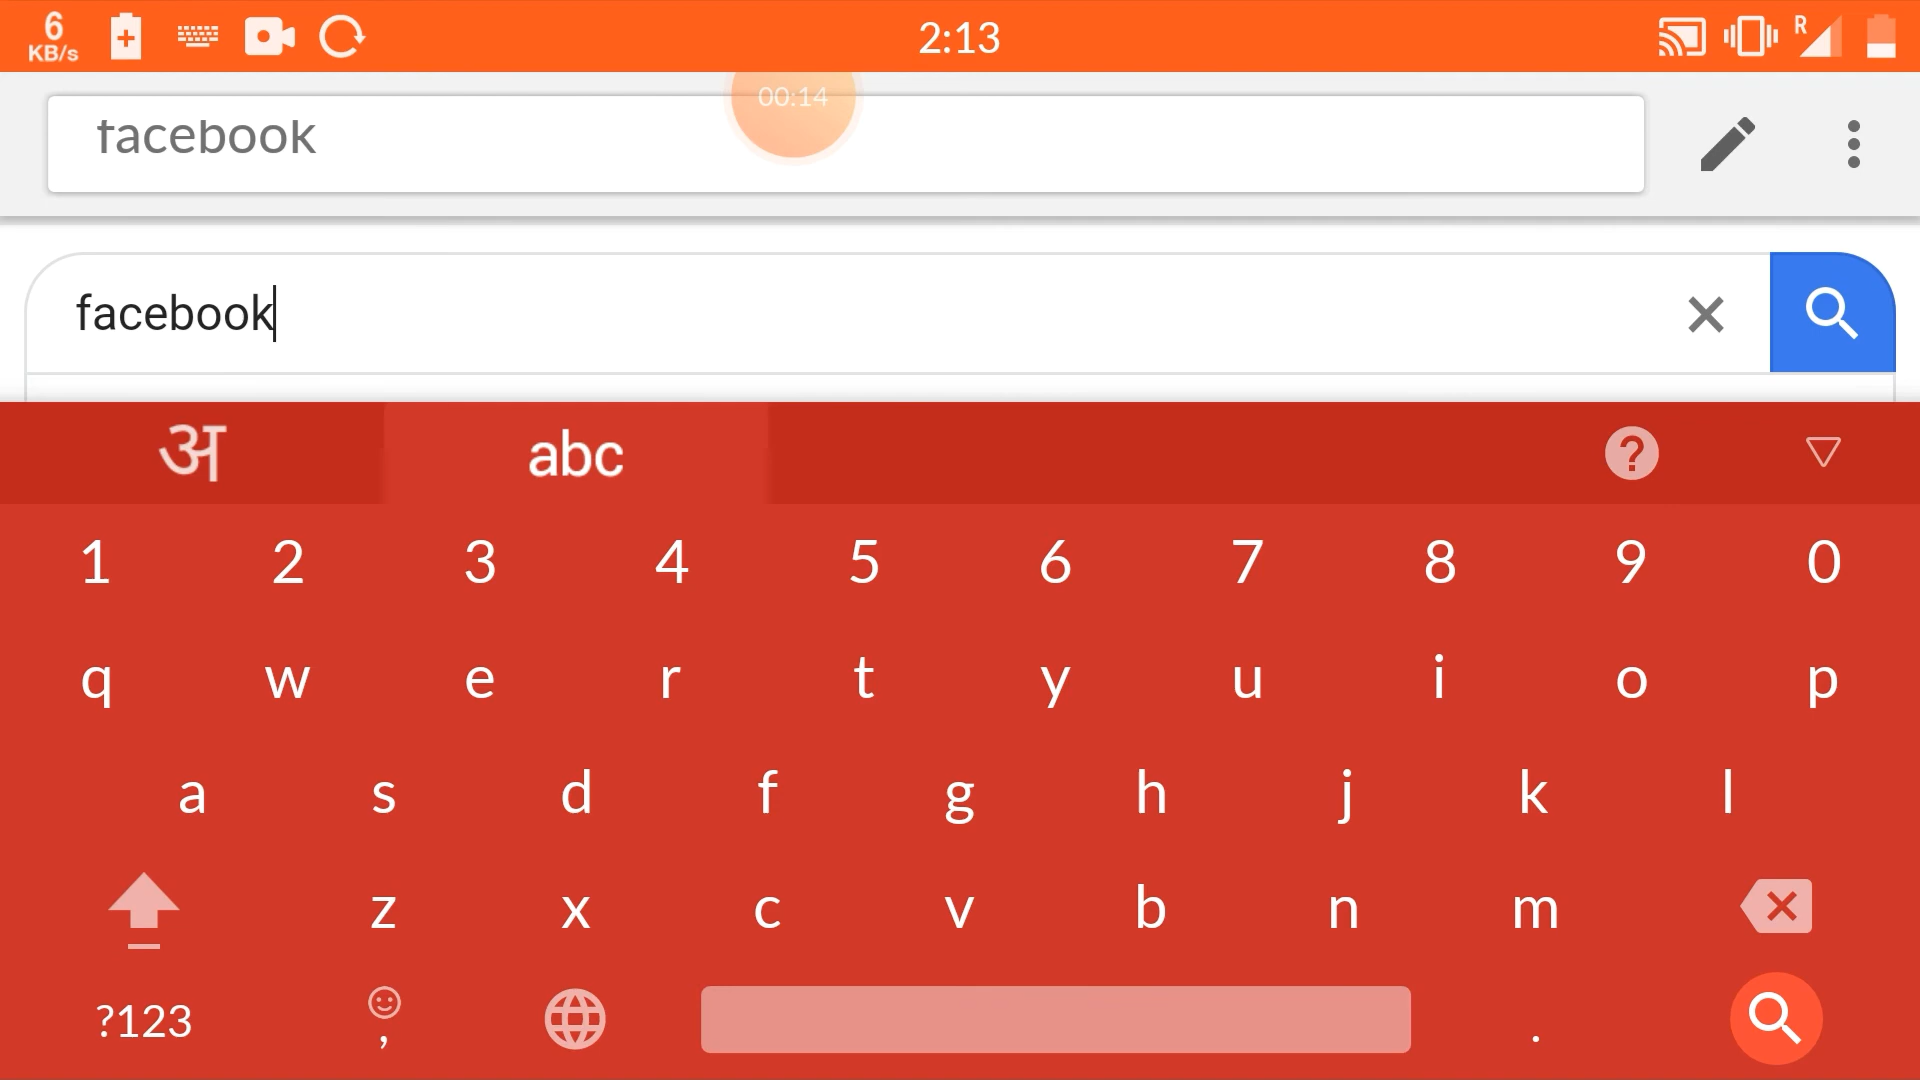 6
KB/s
2:13
R
00:14
facebook
facebook
अ abc ?
1 2 3 4 5 6 7 8 9 0
q w e r t y u i o p
a s d f g h j k l
z x c v b n m
?123 , .